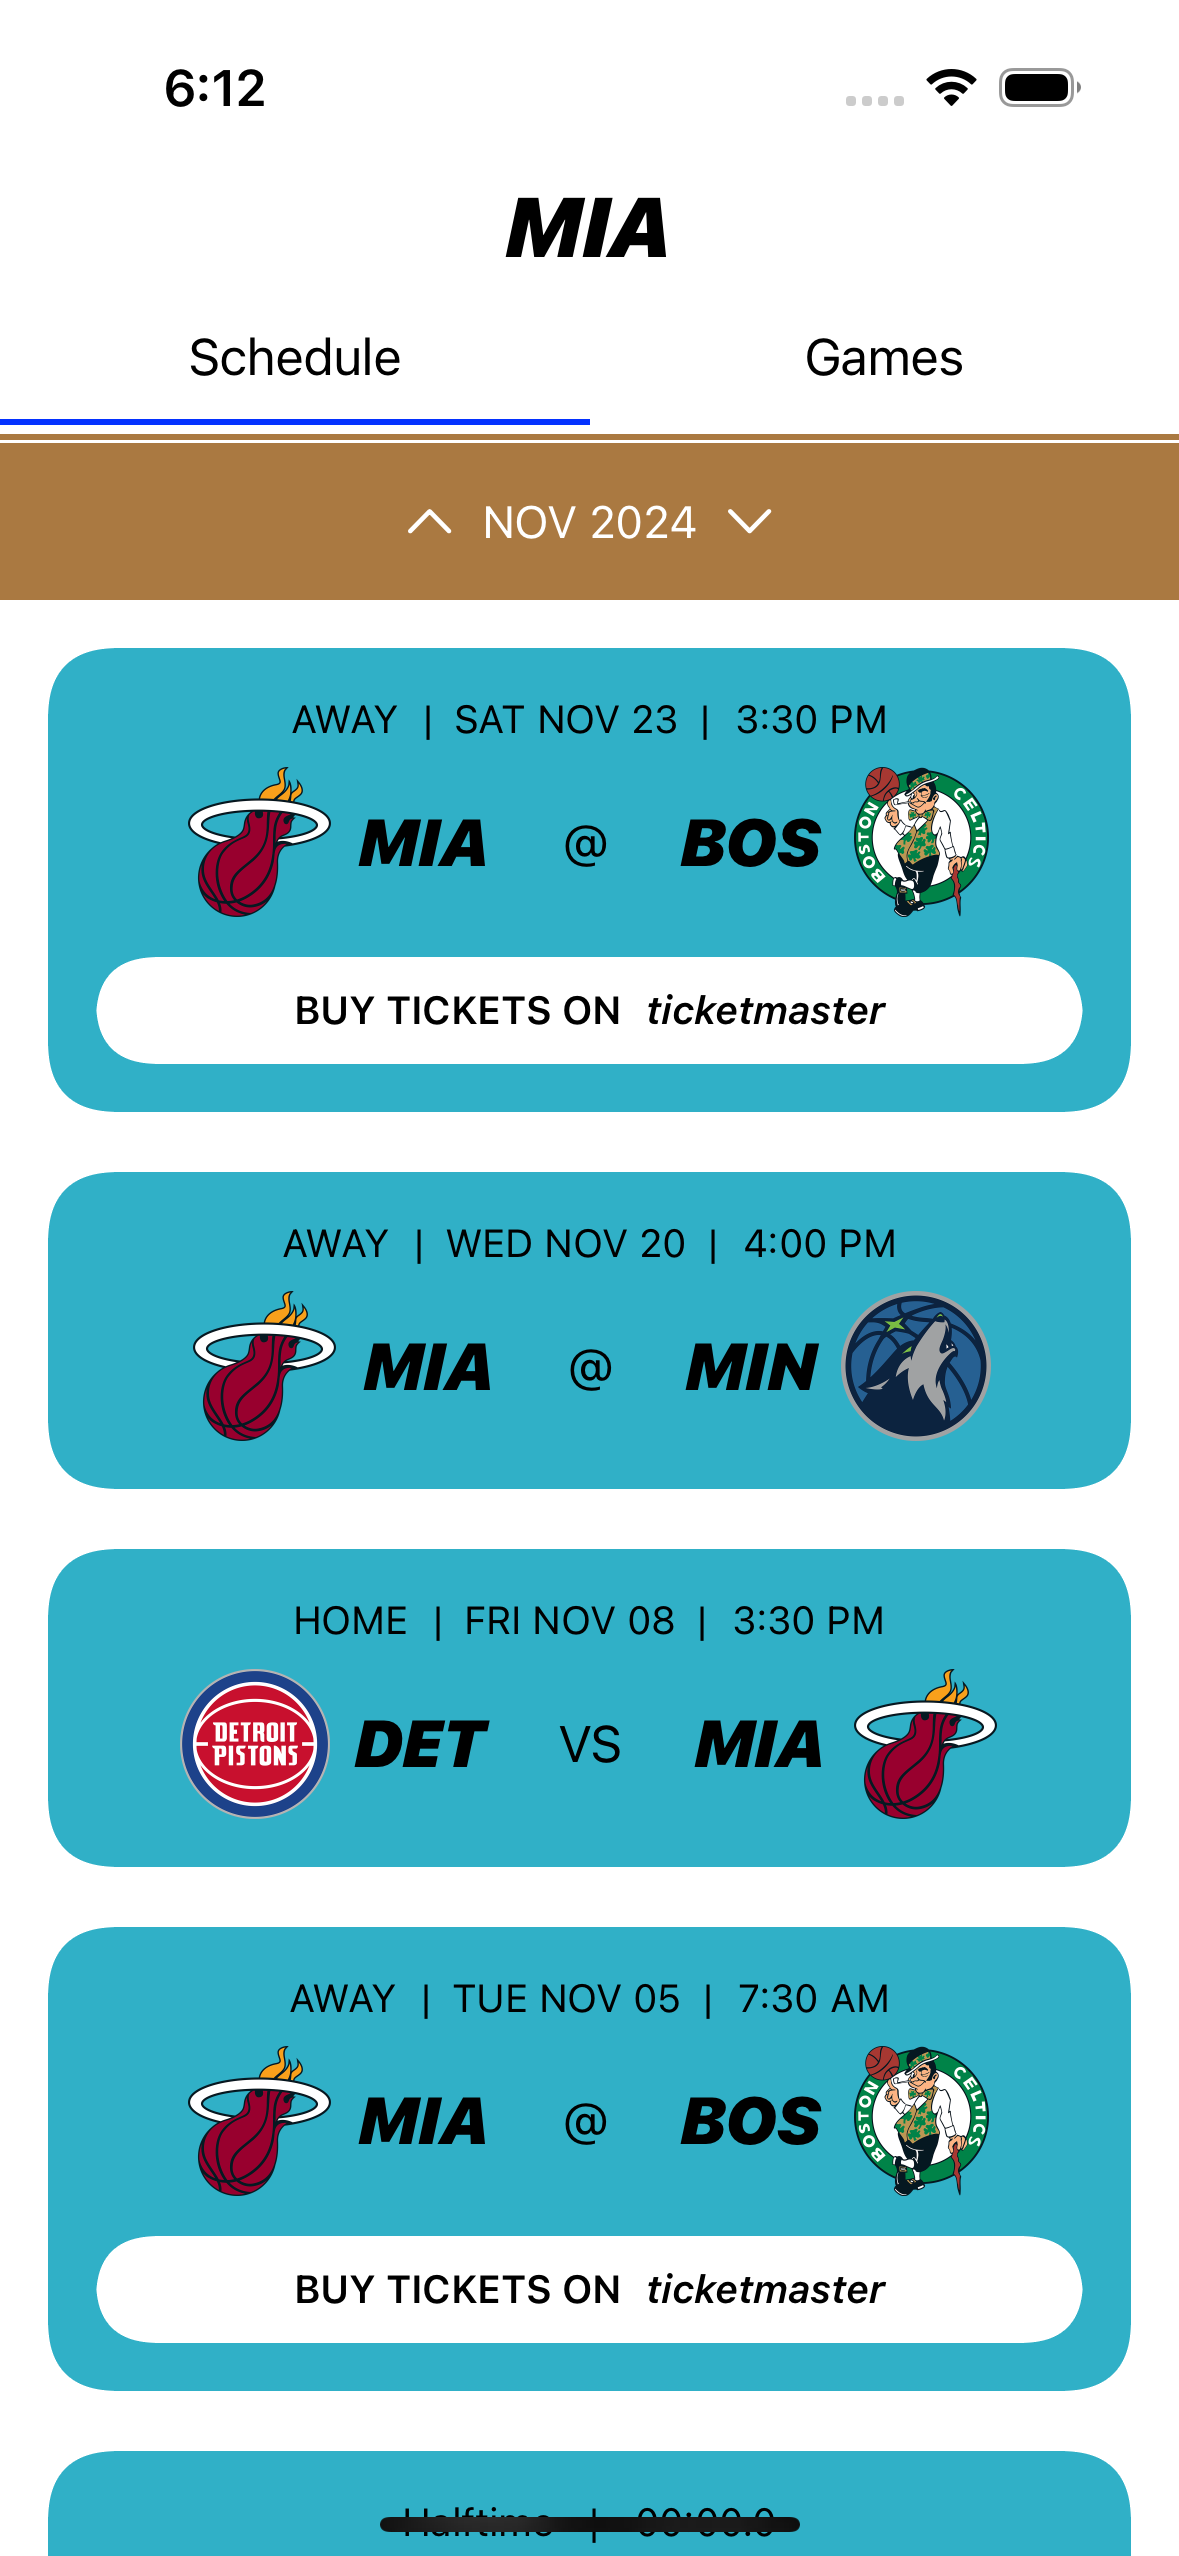 6:12
MIA
Schedule Games
NOV 2024
AWAY | SAT NOV 23 | 3:30 PM
MIA @ BOS
BOSTON CELTICS
BUY TICKETS ON ticketmaster
AWAY | WED NOV 20 | 4:00 PM
MIA @ MIN
HOME | FRI NOV 08 | 3:30 PM
DETROIT
PISTONS
DET VS MIA
AWAY | TUE NOV 05 | 7:30 AM
MIA @ BOS
BOSTON CELTICS
BUY TICKETS ON ticketmaster
Halftime | 00:00.0